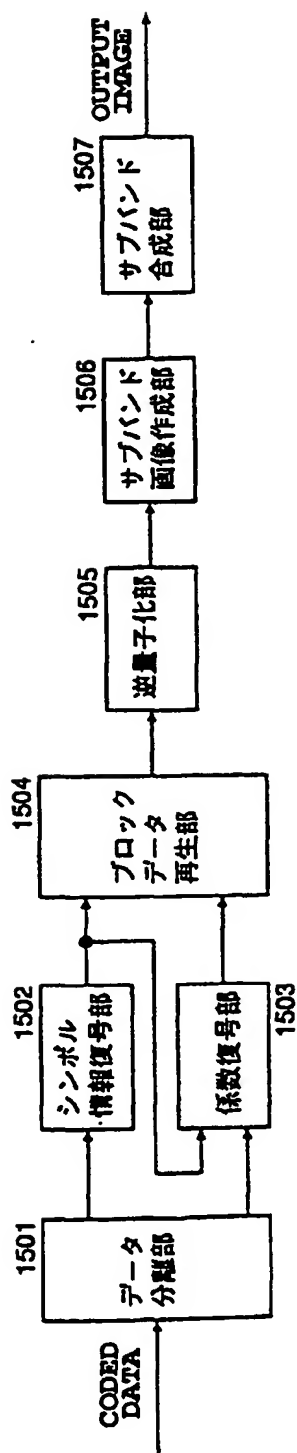 CODED
DATA
1501
データ
分離部
1502
シンボル
情報復号部
係数復号部
1503
1504
ブロック
データ
再生部
1505
逆量子化部
1506
サブバンド
画像作成部
1507
サブバンド
合成部
OUTPUT
IMAGE